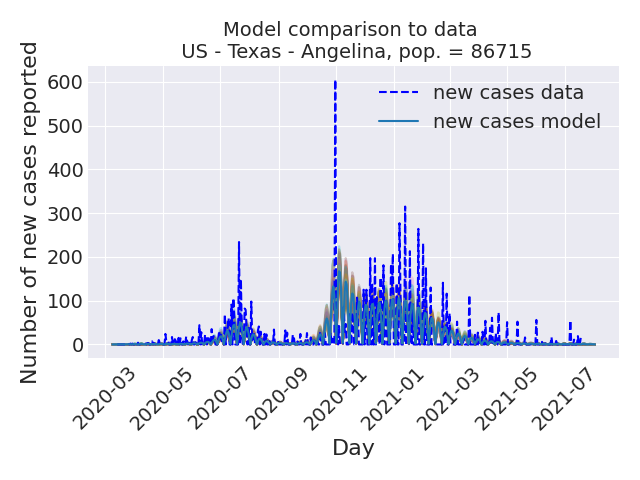 Model comparison to data
US - Texas - Angelina, pop. = 86715
Number of new cases reported
600
500
400
300
200
100
0
new cases data
new cases model
2020-03
2020-05
2020-07
2020-09
2020-11
2021-01
2021-03
2021-05
2021-07
Day